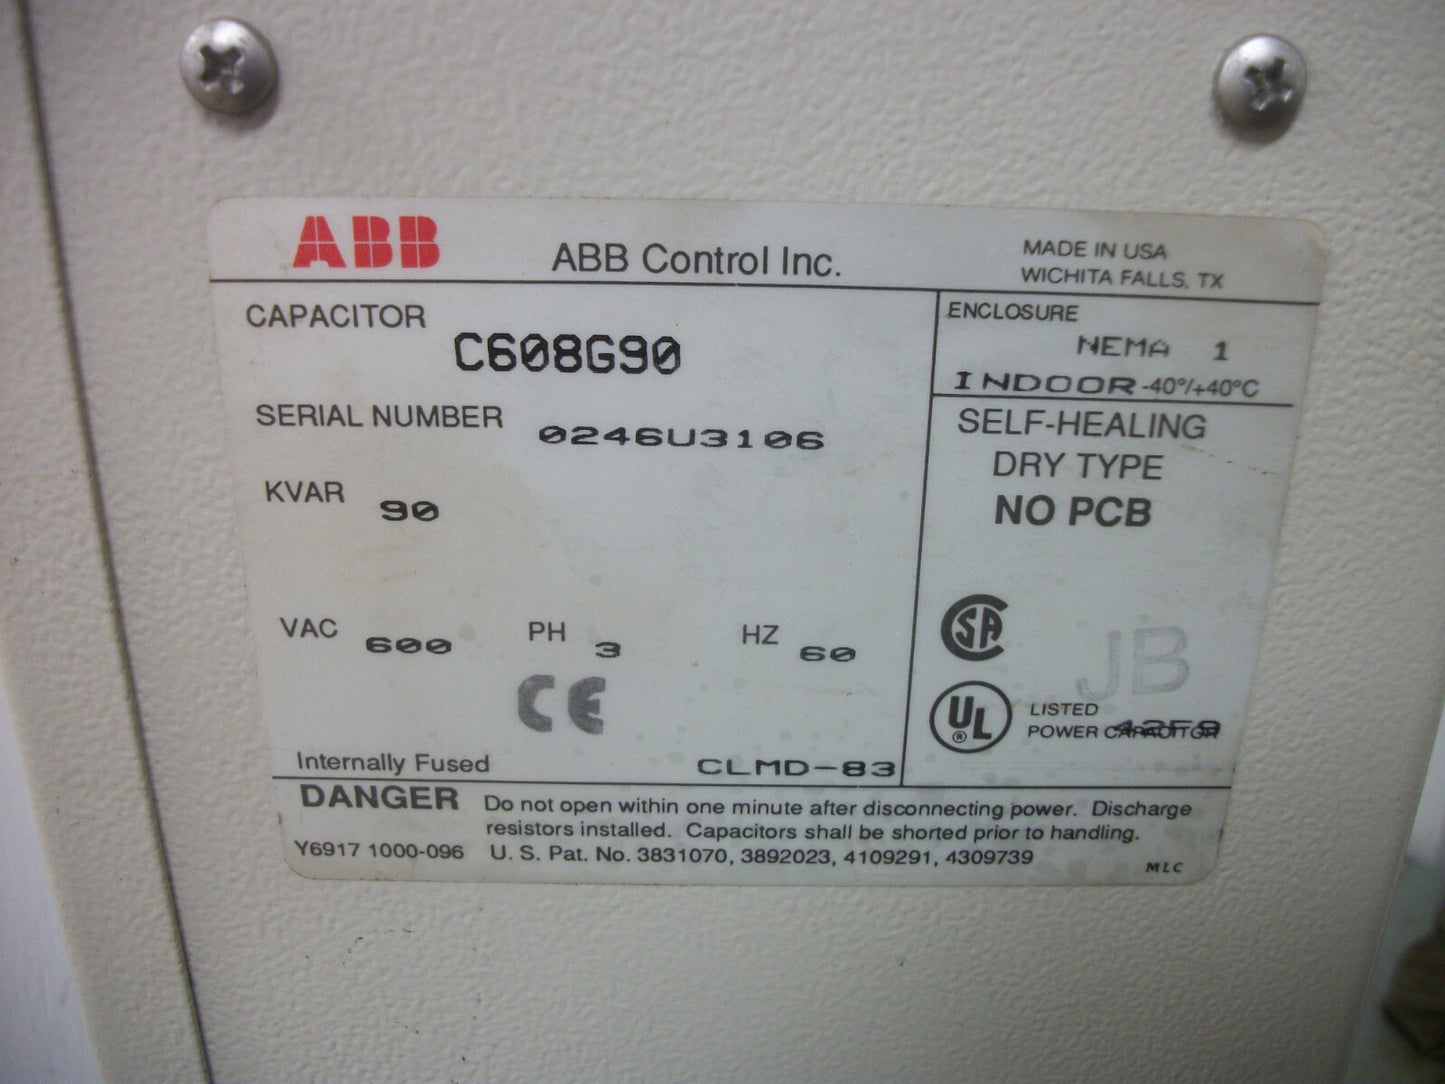 ABB
ABB Control Inc.
MADE IN USA
WICHITA FALLS, TX
CAPACITOR
C608G90
SERIAL NUMBER 0246U3106
KVAR 90
VAC 600 PH 3 HZ 60
CE
Internally Fused CLMD-83
ENCLOSURE
NEMA 1
INDOOR -40°/+40°C
SELF-HEALING
DRY TYPE
NO PCB
CSA
JB
UL ®
LISTED
POWER CAPACITOR 42F8
DANGER Do not open within one minute after disconnecting power. Discharge
resistors installed. Capacitors shall be shorted prior to handling.
Y6917 1000-096 U. S. Pat. No. 3831070, 3892023, 4109291, 4309739
MLC